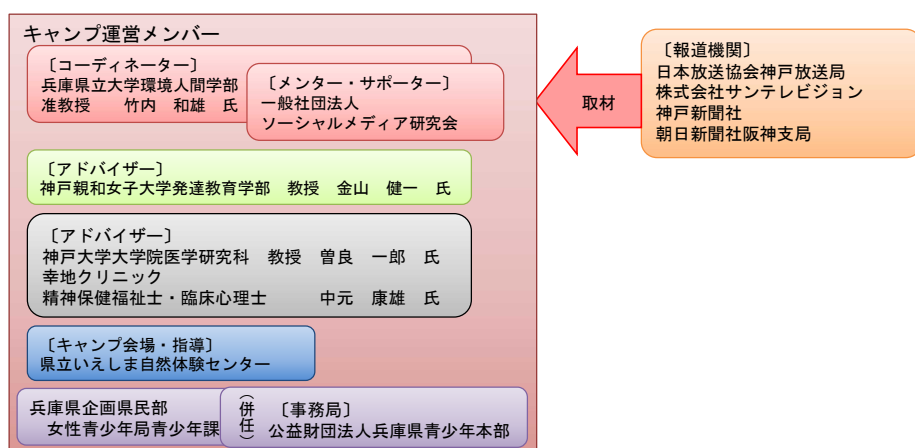 キャンプ運営メンバー
〔コーディネーター〕
兵庫県立大学環境人間学部
准教授　竹内　和雄　氏
〔メンター・サポーター〕
一般社団法人
ソーシャルメディア研究会
〔アドバイザー〕
神戸親和女子大学発達教育学部　教授　金山　健一　氏
〔アドバイザー〕
神戸大学大学院医学研究科　教授　曽良　一郎　氏
幸地クリニック
精神保健福祉士・臨床心理士　中元　康雄　氏
〔キャンプ会場・指導〕
県立いえしま自然体験センター
兵庫県企画県民部
女性青少年局青少年課
（併任）
〔事務局〕
公益財団法人兵庫県青少年本部
取材
〔報道機関〕
日本放送協会神戸放送局
株式会社サンテレビジョン
神戸新聞社
朝日新聞社阪神支局